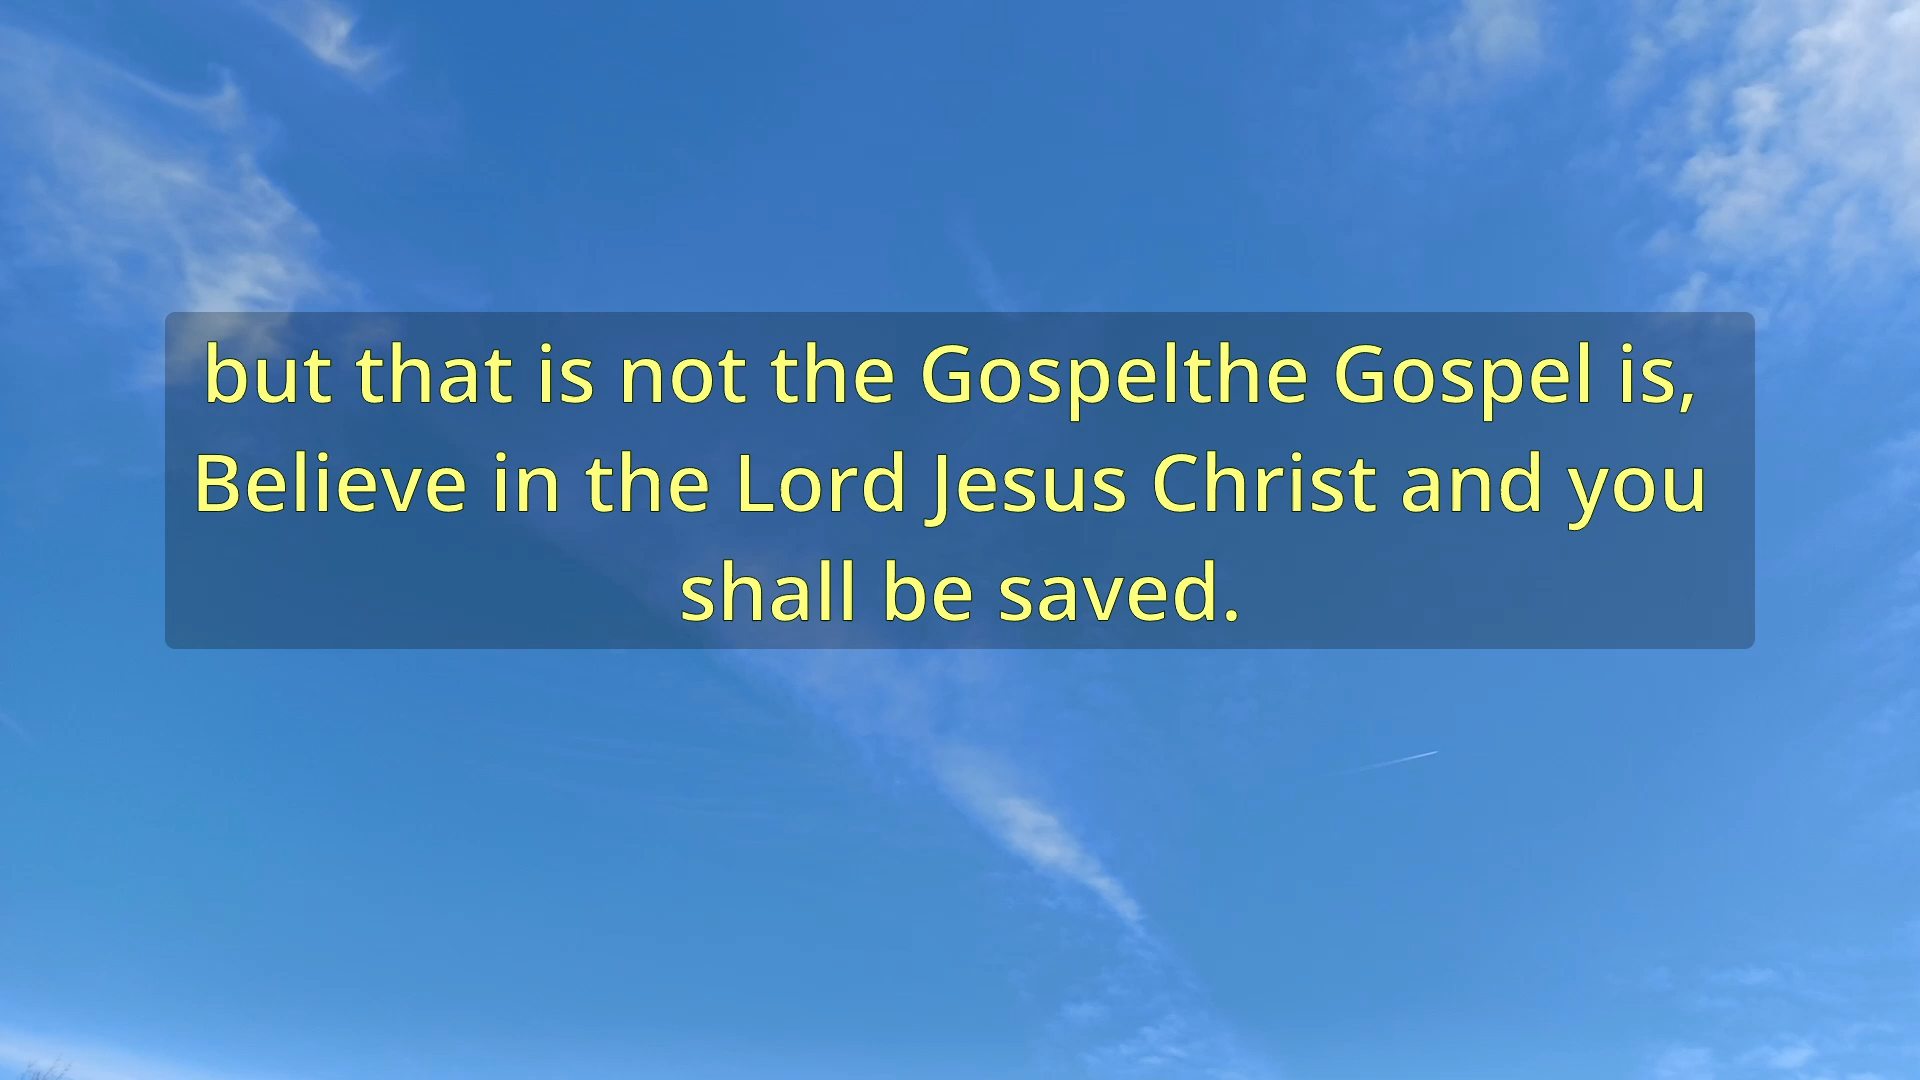 but that is not the Gospelthe Gospel is,
Believe in the Lord Jesus Christ and you
shall be saved.